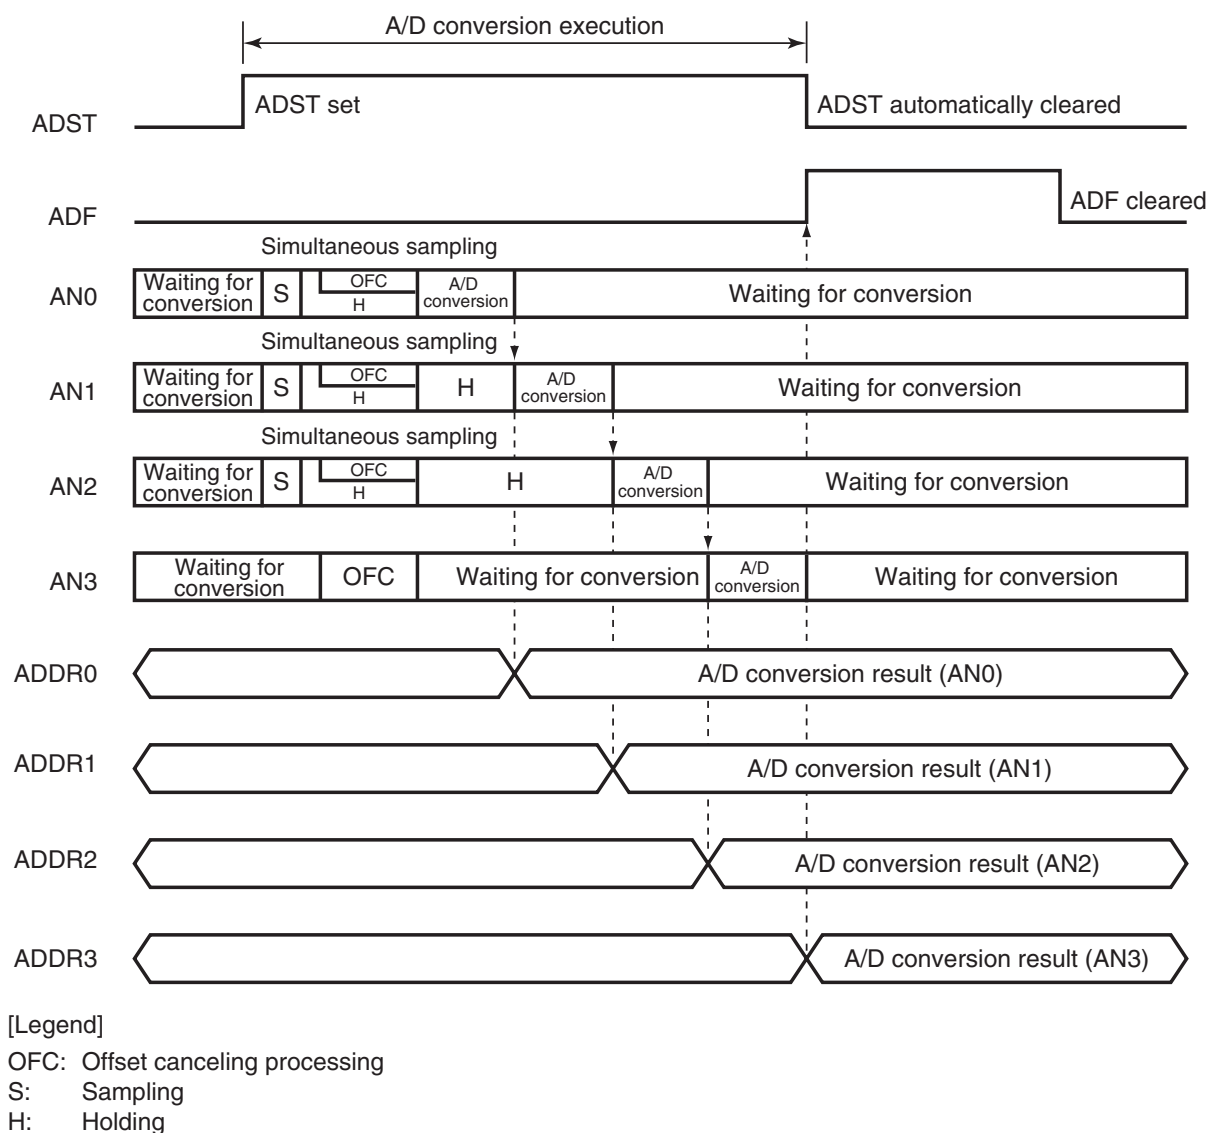 A/D conversion execution
ADST
ADST set
ADST automatically cleared
ADF
ADF cleared
Simultaneous sampling
AN0
Waiting for
conversion
S
OFC
H
A/D
conversion
Waiting for conversion
Simultaneous sampling
AN1
Waiting for
conversion
S
OFC
H
H
A/D
conversion
Waiting for conversion
Simultaneous sampling
AN2
Waiting for
conversion
S
OFC
H
H
A/D
conversion
Waiting for conversion
AN3
Waiting for
conversion
OFC
Waiting for conversion
A/D
conversion
Waiting for conversion
ADDR0
A/D conversion result (AN0)
ADDR1
A/D conversion result (AN1)
ADDR2
A/D conversion result (AN2)
ADDR3
A/D conversion result (AN3)
[Legend]
OFC: Offset canceling processing
S: Sampling
H: Holding